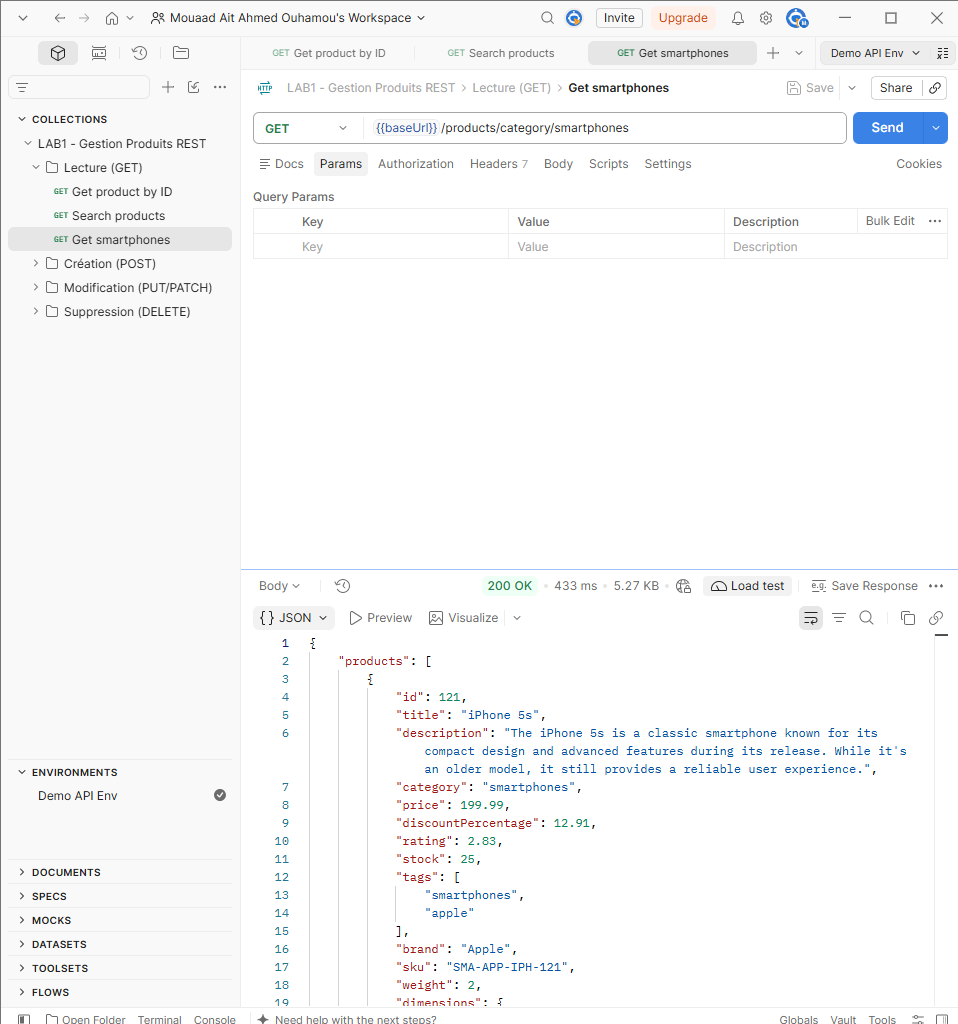 Mouaad Ait Ahmed Ouhamou's Workspace
Invite
Upgrade
GET Get product by ID
GET Search products
GET Get smartphones
Demo API Env
HTTP
LAB1 - Gestion Produits REST > Lecture (GET) > Get smartphones
Save
Share
COLLECTIONS
LAB1 - Gestion Produits REST
Lecture (GET)
GET Get product by ID
GET Search products
GET Get smartphones
Création (POST)
Modification (PUT/PATCH)
Suppression (DELETE)
ENVIRONMENTS
Demo API Env
DOCUMENTS
SPECS
MOCKS
DATASETS
TOOLSETS
FLOWS
GET
{{baseUrl}} /products/category/smartphones
Send
Docs
Params
Authorization
Headers 7
Body
Scripts
Settings
Cookies
Query Params
Key Value Description Bulk Edit
Key Value Description
Body
200 OK • 433 ms • 5.27 KB
Load test
e.g. Save Response
{} JSON
Preview
Visualize
1 {
2 "products": [
3 {
4 "id": 121,
5 "title": "iPhone 5s",
6 "description": "The iPhone 5s is a classic smartphone known for its
compact design and advanced features during its release. While it's
an older model, it still provides a reliable user experience.",
7 "category": "smartphones",
8 "price": 199.99,
9 "discountPercentage": 12.91,
10 "rating": 2.83,
11 "stock": 25,
12 "tags": [
13 "smartphones",
14 "apple"
15 ],
16 "brand": "Apple",
17 "sku": "SMA-APP-IPH-121",
18 "weight": 2,
19 "dimensions": {
Open Folder
Terminal
Console
Need help with the next steps?
Globals
Vault
Tools